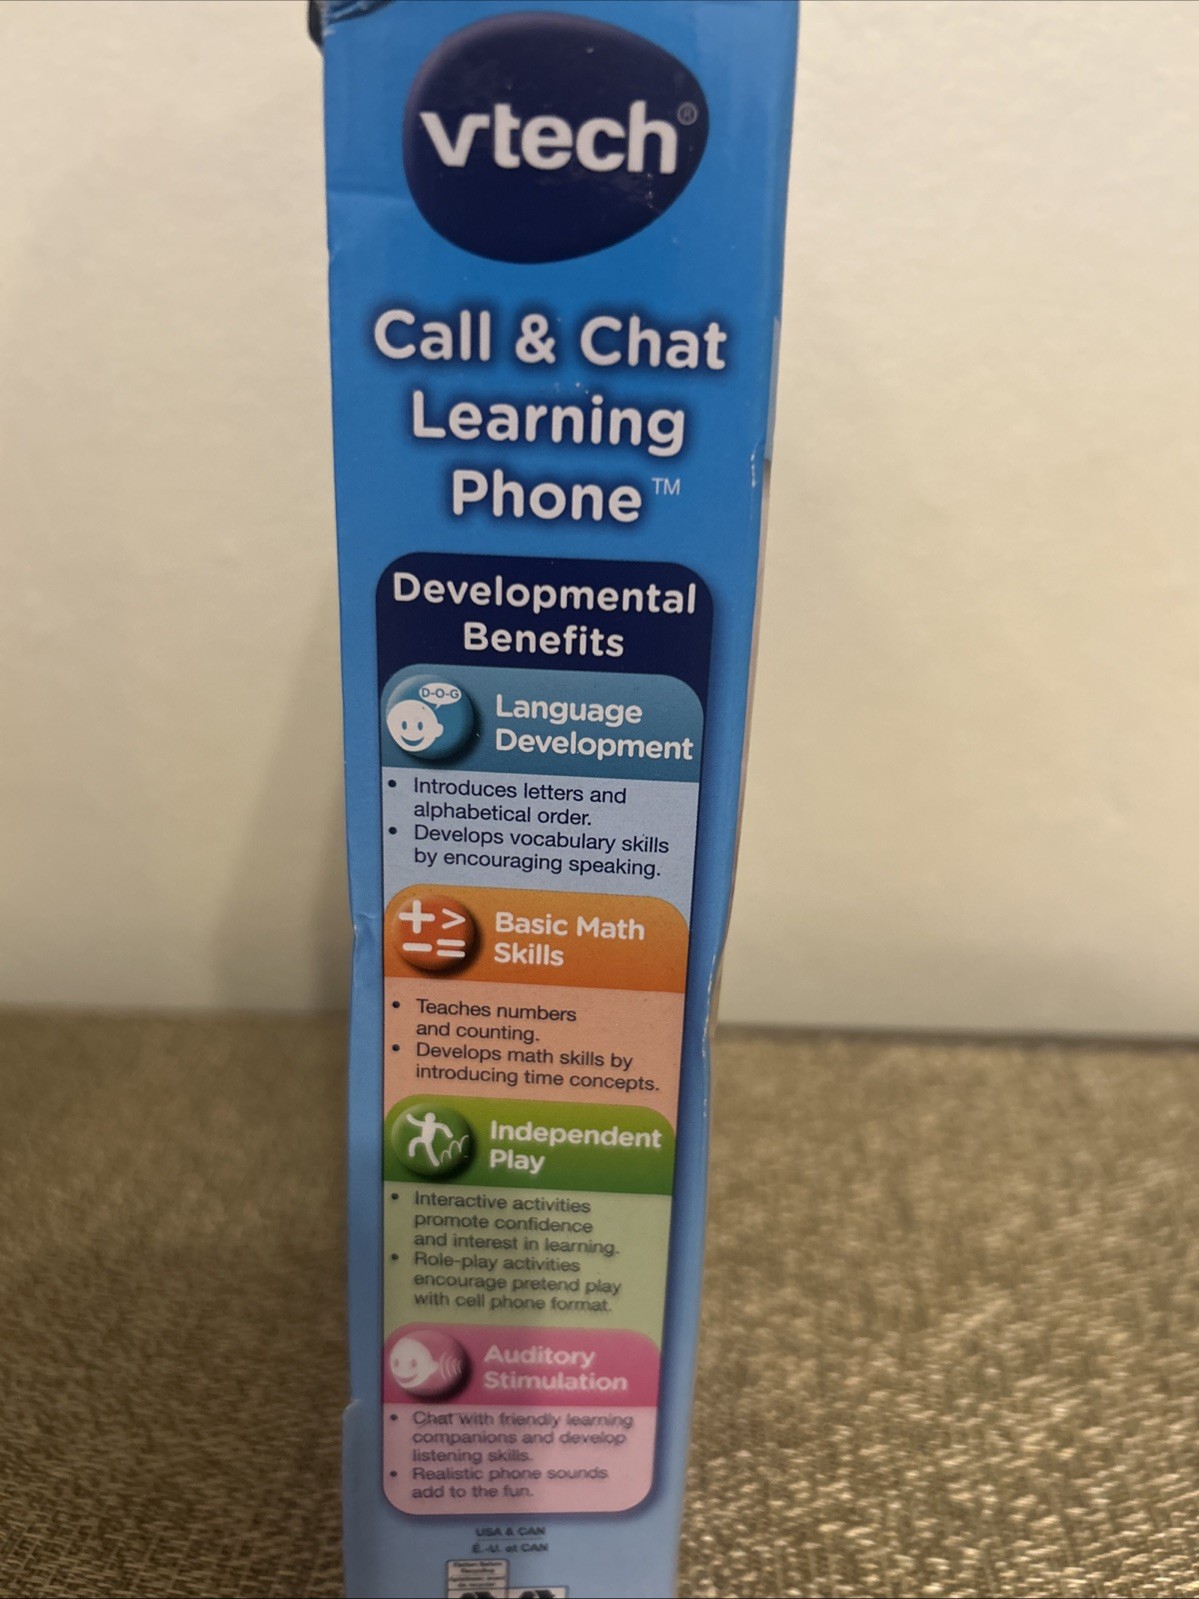 vtech®
Call & Chat
Learning
Phone™
Developmental
Benefits
D-O-G
Language
Development
• Introduces letters and
alphabetical order.
• Develops vocabulary skills
by encouraging speaking.
+ >
− =
Basic Math
Skills
• Teaches numbers
and counting.
• Develops math skills by
introducing time concepts.
Independent
Play
• Interactive activities
promote confidence
and interest in learning.
• Role-play activities
encourage pretend play
with cell phone format.
Auditory
Stimulation
• Chat with friendly learning
companions and develop
listening skills.
• Realistic phone sounds
add to the fun.
USA & CAN
É.-U. et CAN